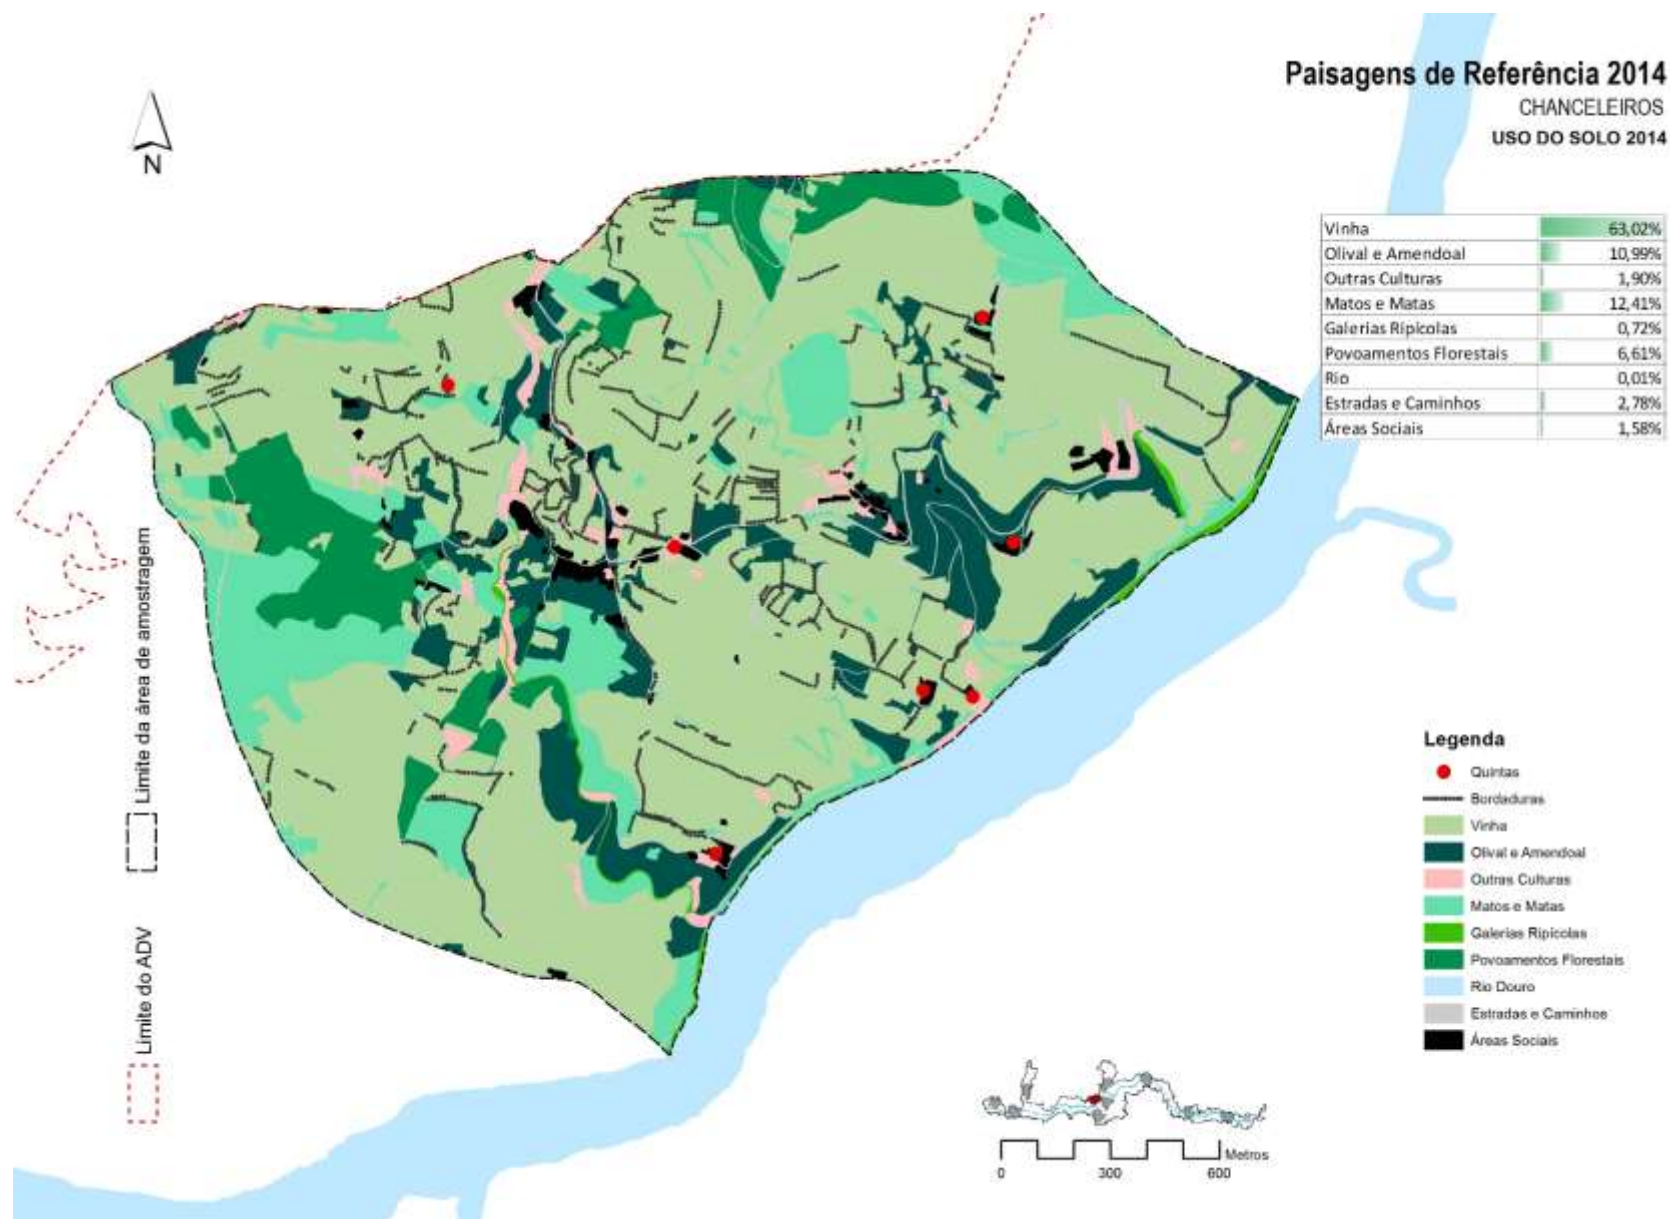 Paisagens de Referência 2014
CHANCELEIROS
USO DO SOLO 2014
N
Vinha 63,02%
Olival e Amendoal 10,99%
Outras Culturas 1,90%
Matos e Matas 12,41%
Galerias Ripícolas 0,72%
Povoamentos Florestais 6,61%
Rio 0,01%
Estradas e Caminhos 2,78%
Áreas Sociais 1,58%
Limite da área de amostragem
Limite do ADV
Legenda
Quintas
Bordaduras
Vinha
Olival e Amendoal
Outras Culturas
Matos e Matas
Galerias Ripícolas
Povoamentos Florestais
Rio Douro
Estradas e Caminhos
Áreas Sociais
Metros
0 300 600